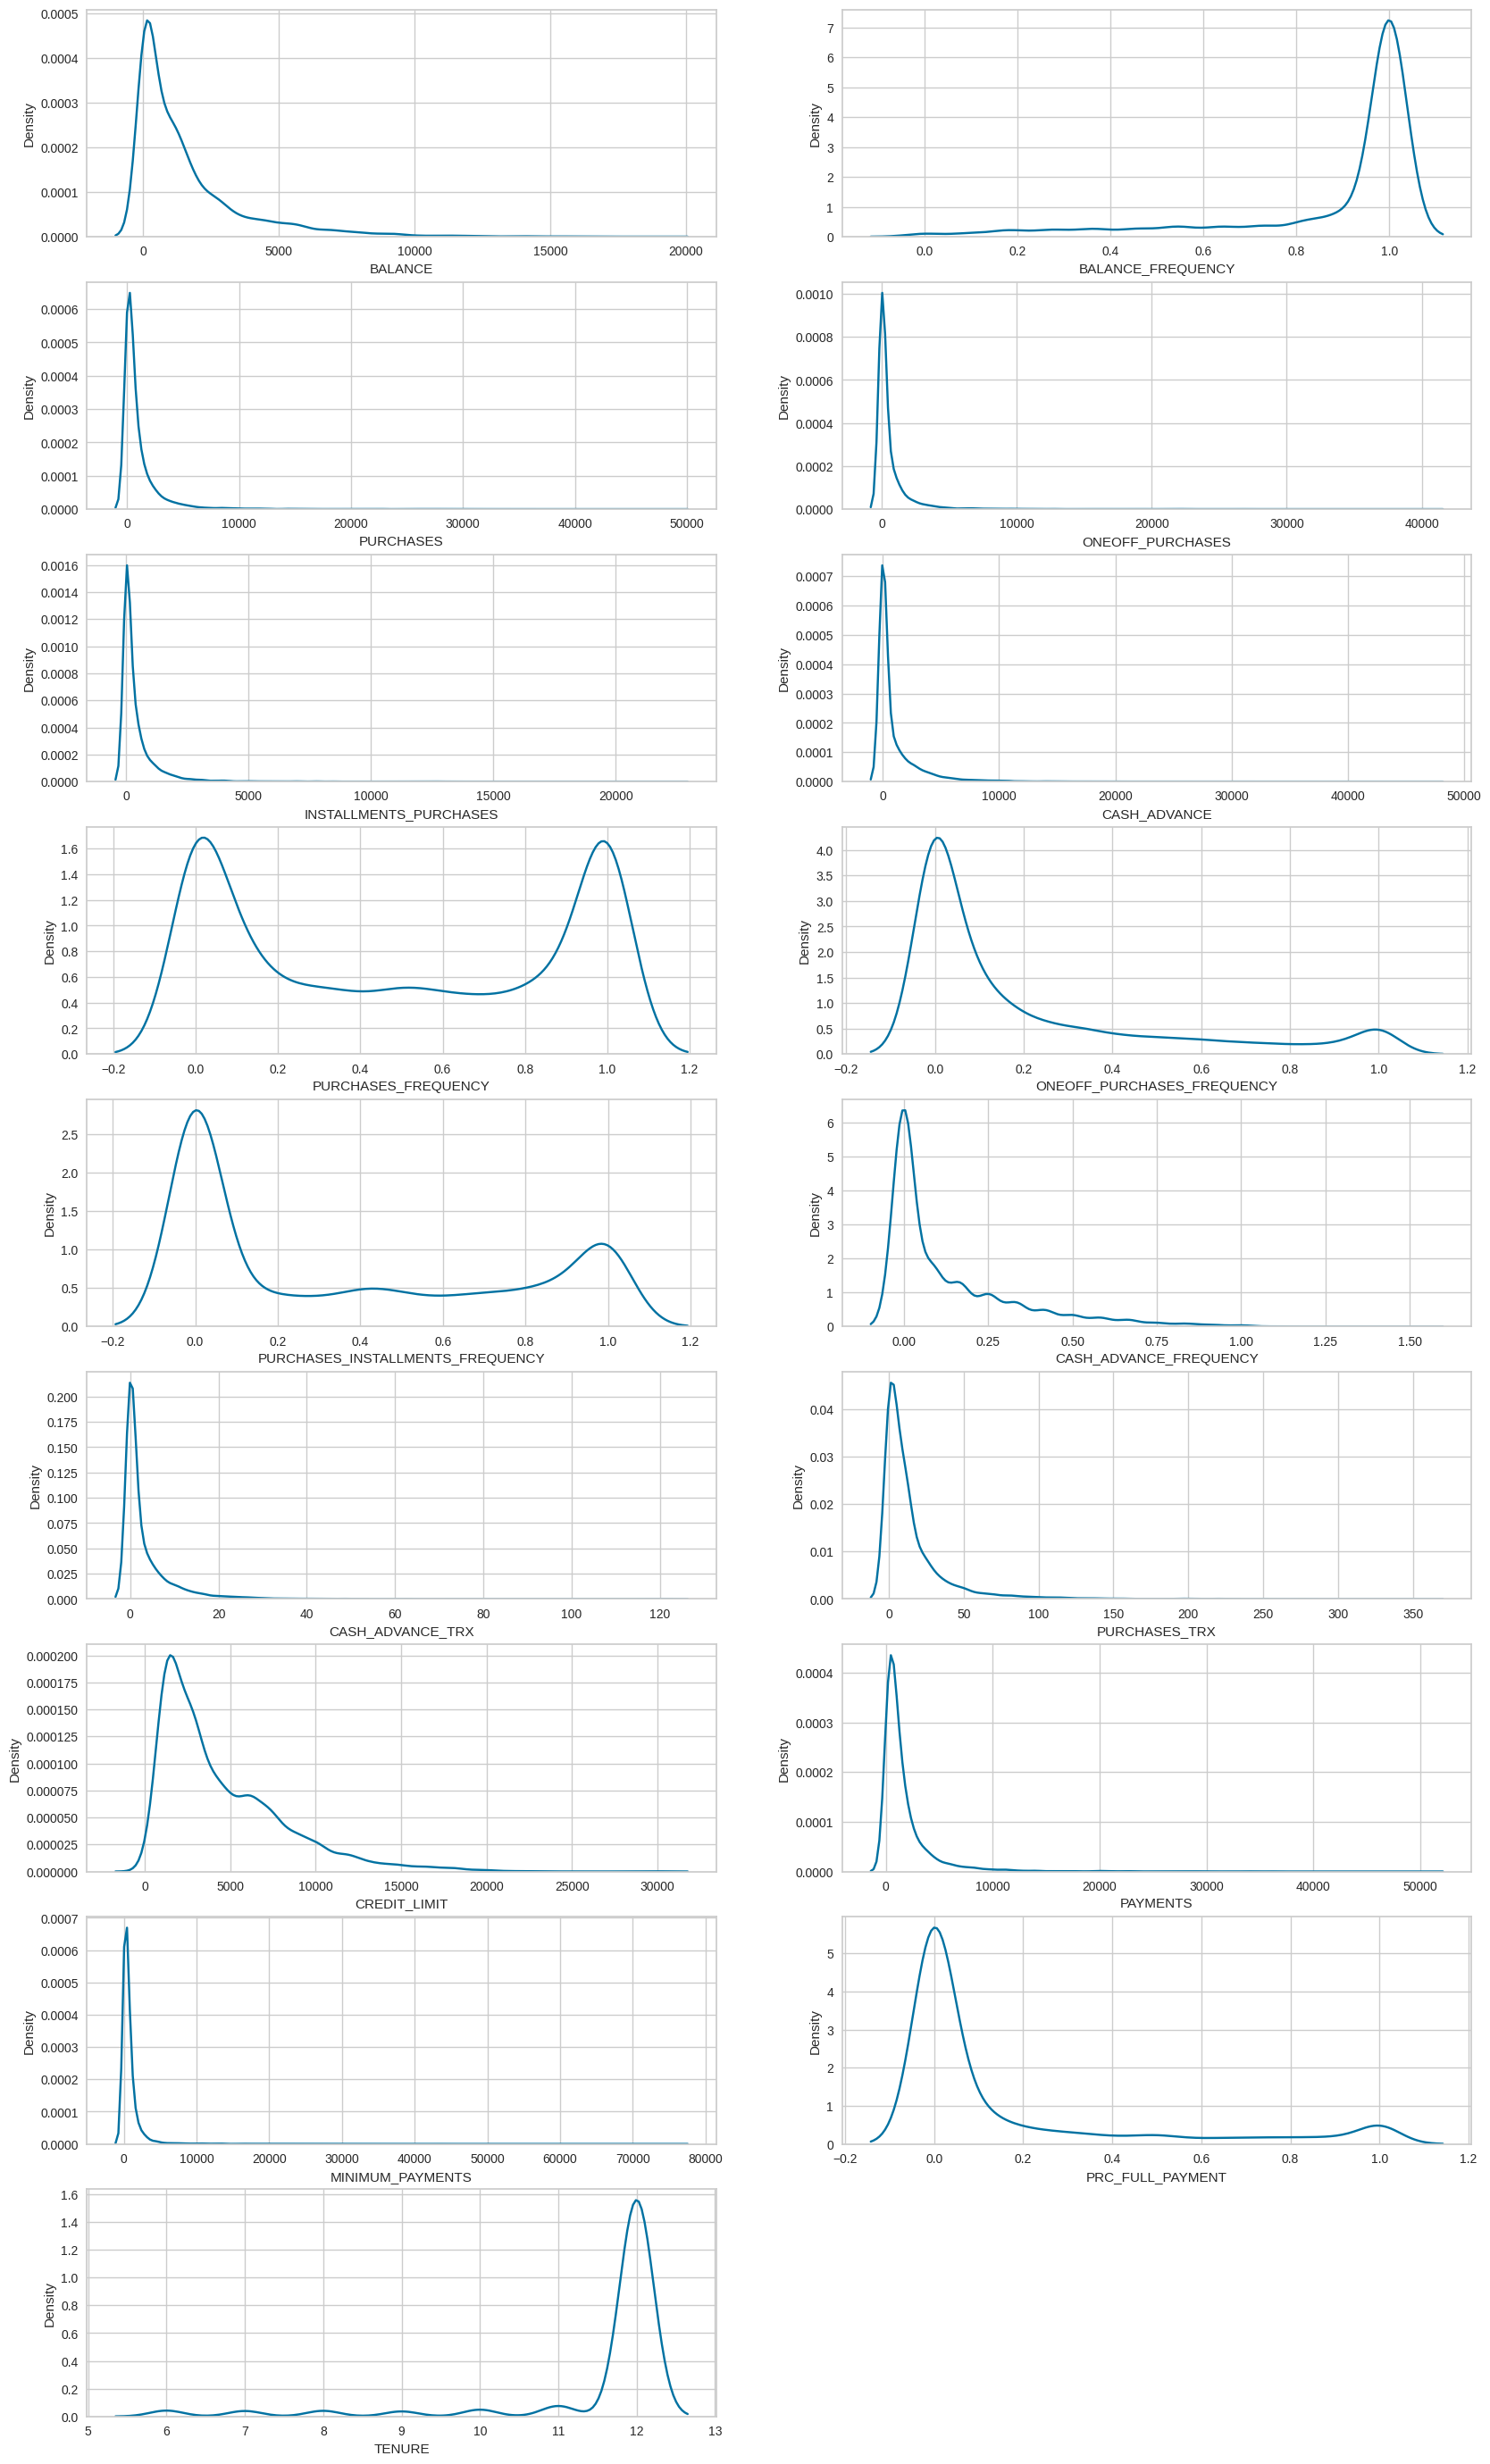 0.0005
0.0004
0.0003
0.0002
0.0001
0.0000
Density
0 5000 10000 15000 20000
BALANCE
7
6
5
4
3
2
1
0
Density
0.0 0.2 0.4 0.6 0.8 1.0
BALANCE_FREQUENCY
0.0006
0.0005
0.0004
0.0003
0.0002
0.0001
0.0000
Density
0 10000 20000 30000 40000 50000
PURCHASES
0.0010
0.0008
0.0006
0.0004
0.0002
0.0000
Density
0 10000 20000 30000 40000
ONEOFF_PURCHASES
0.0016
0.0014
0.0012
0.0010
0.0008
0.0006
0.0004
0.0002
0.0000
Density
0 5000 10000 15000 20000
INSTALLMENTS_PURCHASES
0.0007
0.0006
0.0005
0.0004
0.0003
0.0002
0.0001
0.0000
Density
0 10000 20000 30000 40000 50000
CASH_ADVANCE
1.6
1.4
1.2
1.0
0.8
0.6
0.4
0.2
0.0
Density
−0.2 0.0 0.2 0.4 0.6 0.8 1.0 1.2
PURCHASES_FREQUENCY
4.0
3.5
3.0
2.5
2.0
1.5
1.0
0.5
0.0
Density
−0.2 0.0 0.2 0.4 0.6 0.8 1.0 1.2
ONEOFF_PURCHASES_FREQUENCY
2.5
2.0
1.5
1.0
0.5
0.0
Density
−0.2 0.0 0.2 0.4 0.6 0.8 1.0 1.2
PURCHASES_INSTALLMENTS_FREQUENCY
6
5
4
3
2
1
0
Density
0.00 0.25 0.50 0.75 1.00 1.25 1.50
CASH_ADVANCE_FREQUENCY
0.200
0.175
0.150
0.125
0.100
0.075
0.050
0.025
0.000
Density
0 20 40 60 80 100 120
CASH_ADVANCE_TRX
0.04
0.03
0.02
0.01
0.00
Density
0 50 100 150 200 250 300 350
PURCHASES_TRX
0.000200
0.000175
0.000150
0.000125
0.000100
0.000075
0.000050
0.000025
0.000000
Density
0 5000 10000 15000 20000 25000 30000
CREDIT_LIMIT
0.0004
0.0003
0.0002
0.0001
0.0000
Density
0 10000 20000 30000 40000 50000
PAYMENTS
0.0007
0.0006
0.0005
0.0004
0.0003
0.0002
0.0001
0.0000
Density
0 10000 20000 30000 40000 50000 60000 70000 80000
MINIMUM_PAYMENTS
5
4
3
2
1
0
Density
−0.2 0.0 0.2 0.4 0.6 0.8 1.0 1.2
PRC_FULL_PAYMENT
1.6
1.4
1.2
1.0
0.8
0.6
0.4
0.2
0.0
Density
5 6 7 8 9 10 11 12 13
TENURE